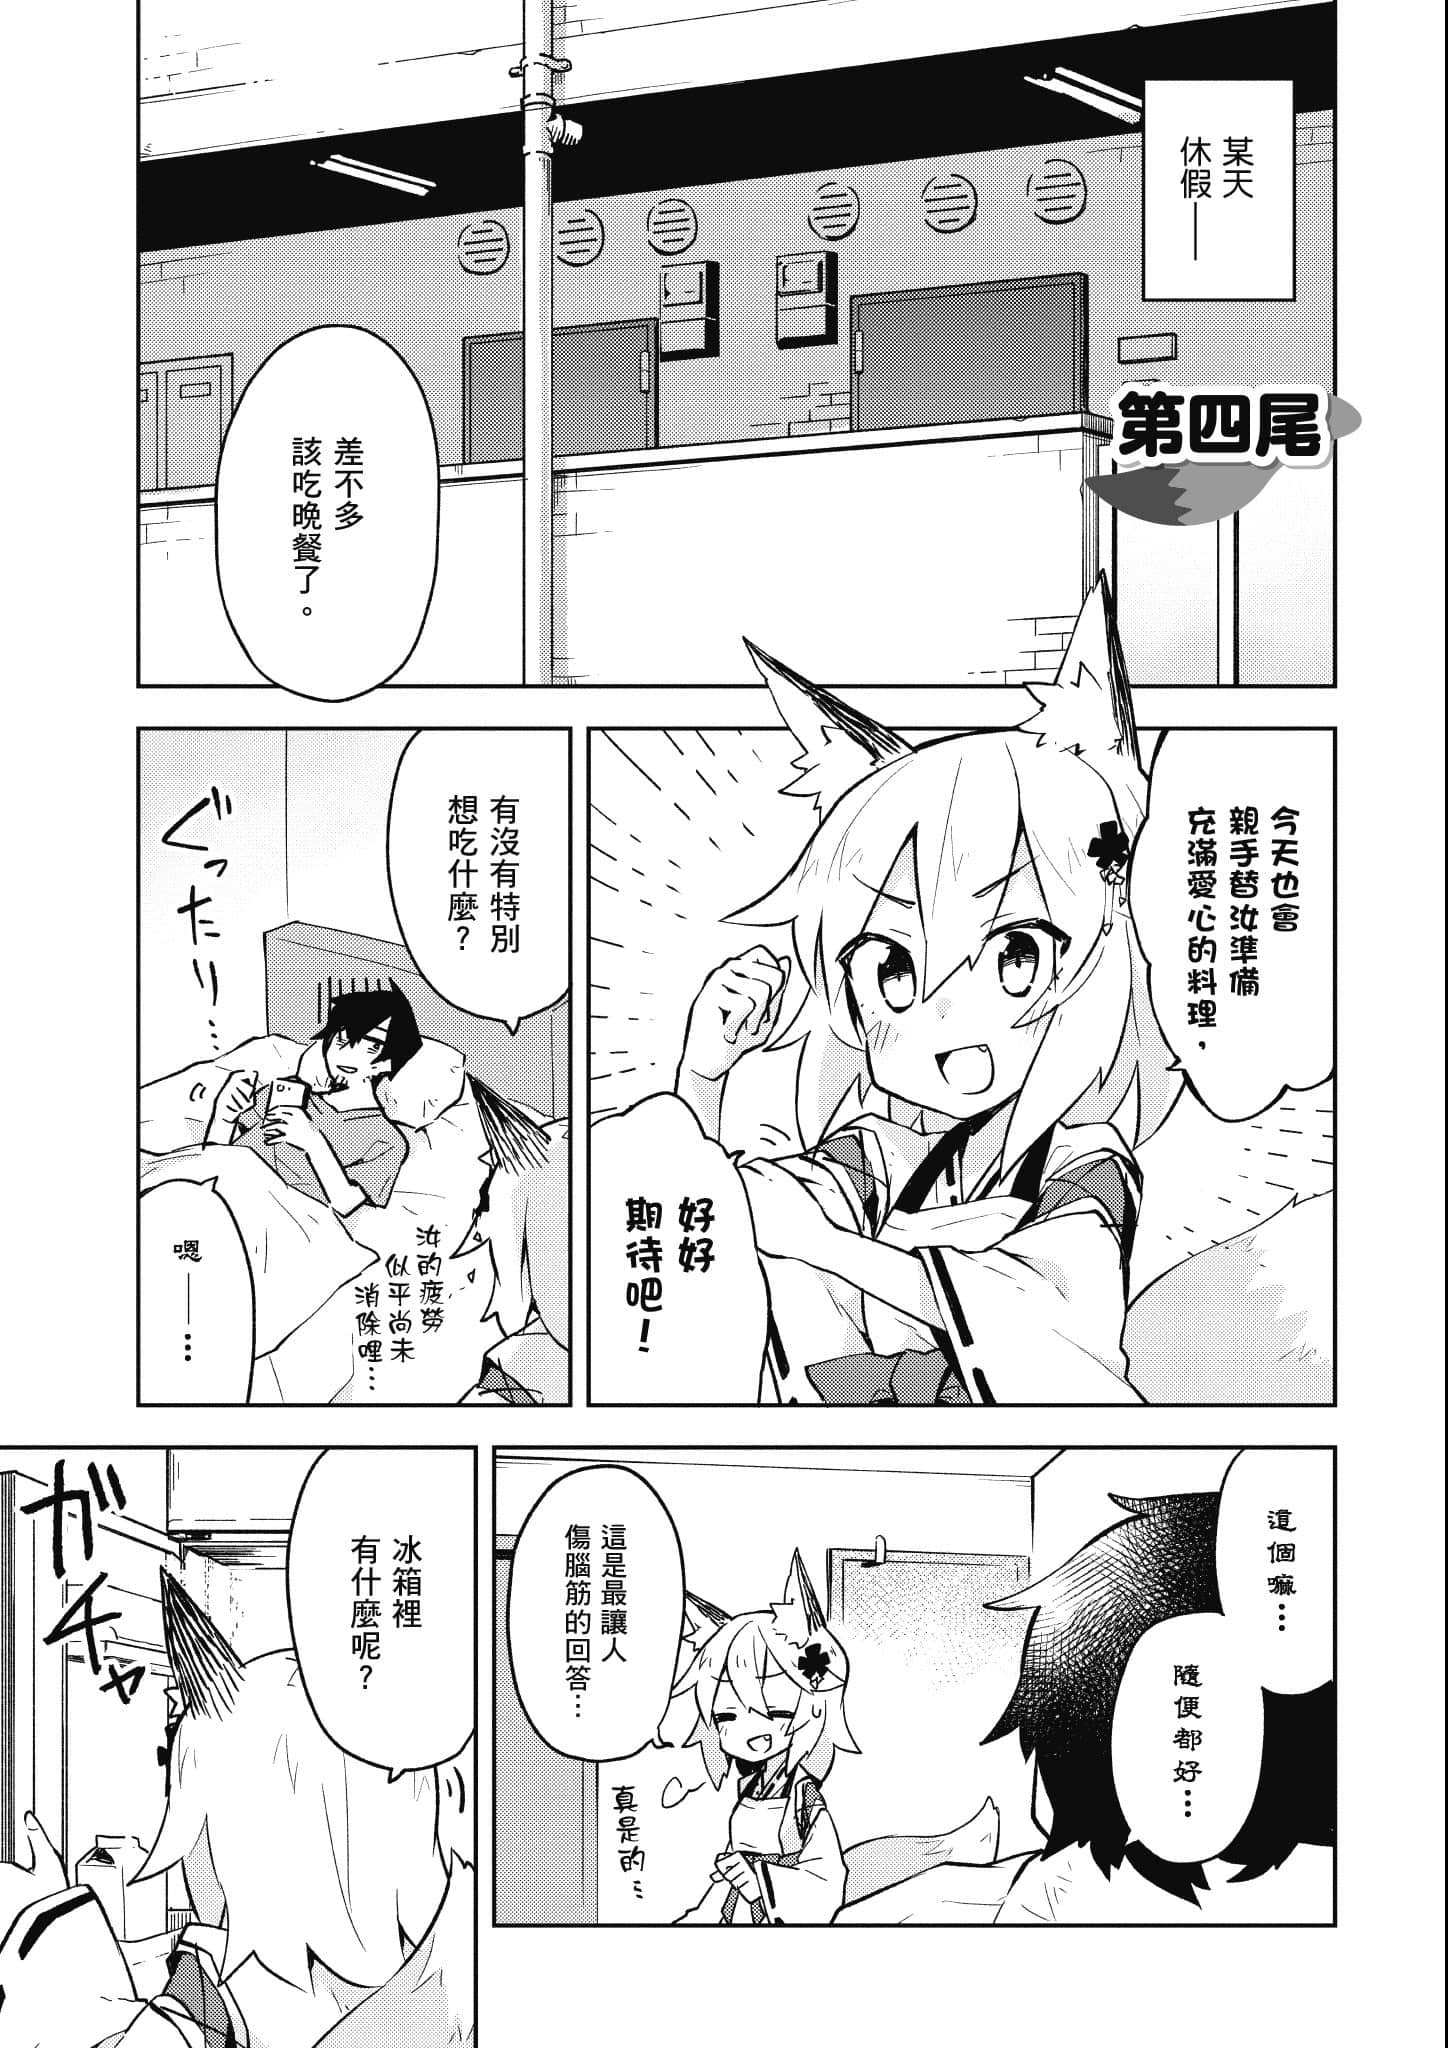 某天
休假──
第四尾
差不多
該吃晚餐了。
今天也會
親手替汝準備
充滿愛心的料理，
好好
期待吧！
有沒有特別
想吃什麼？
ぐったり…
汝的疲勞
似乎尚未
消除哩…
嗯──…
這個嘛…
隨便都好…
這是最讓人
傷腦筋的回答…
真是的…
冰箱裡
有什麼呢？
ガチャ